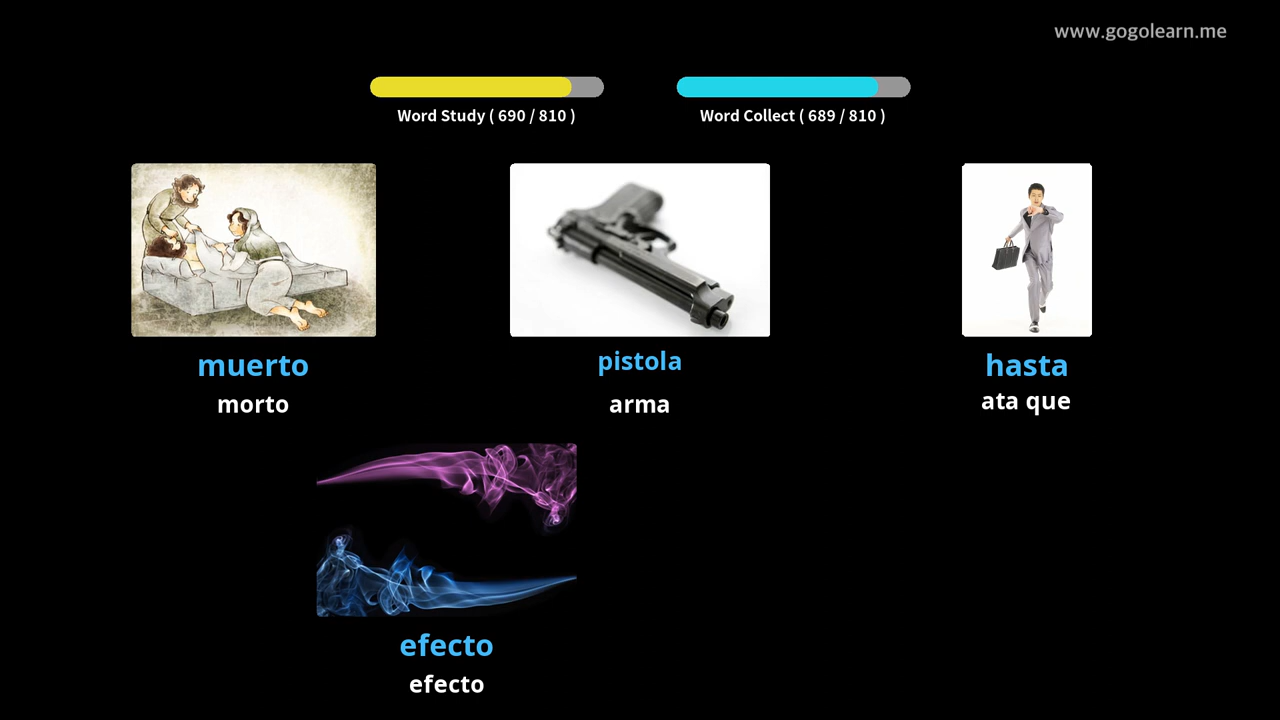 www.gogolearn.me
Word Study ( 690 / 810 )
Word Collect ( 689 / 810 )
muerto
morto
pistola
arma
hasta
ata que
efecto
efecto